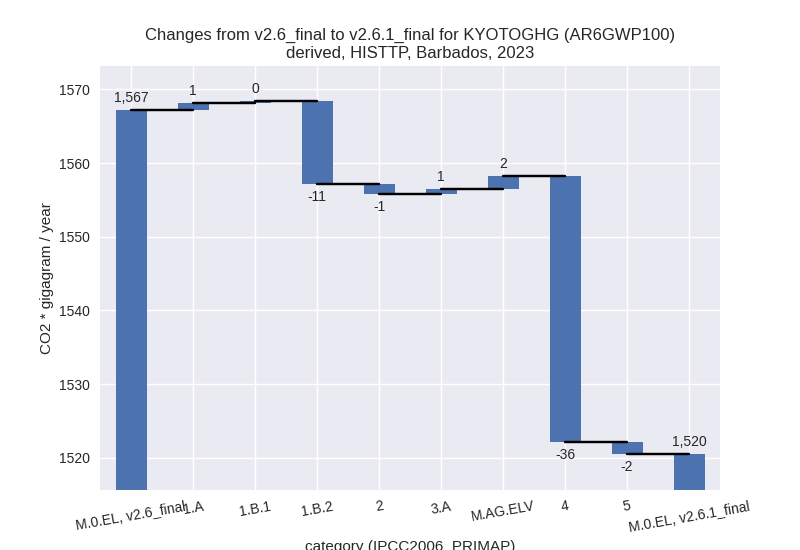 Changes from v2.6_final to v2.6.1_final for KYOTOGHG (AR6GWP100)
derived, HISTTP, Barbados, 2023
CO2 * gigagram / year
1570
1560
1550
1540
1530
1520
1,567
1
0
-11
-1
1
2
-36
-2
1,520
M.0.EL, v2.6_final
1.A
1.B.1
1.B.2
2
3.A
M.AG.ELV
4
5
M.0.EL, v2.6.1_final
category (IPCC2006_PRIMAP)